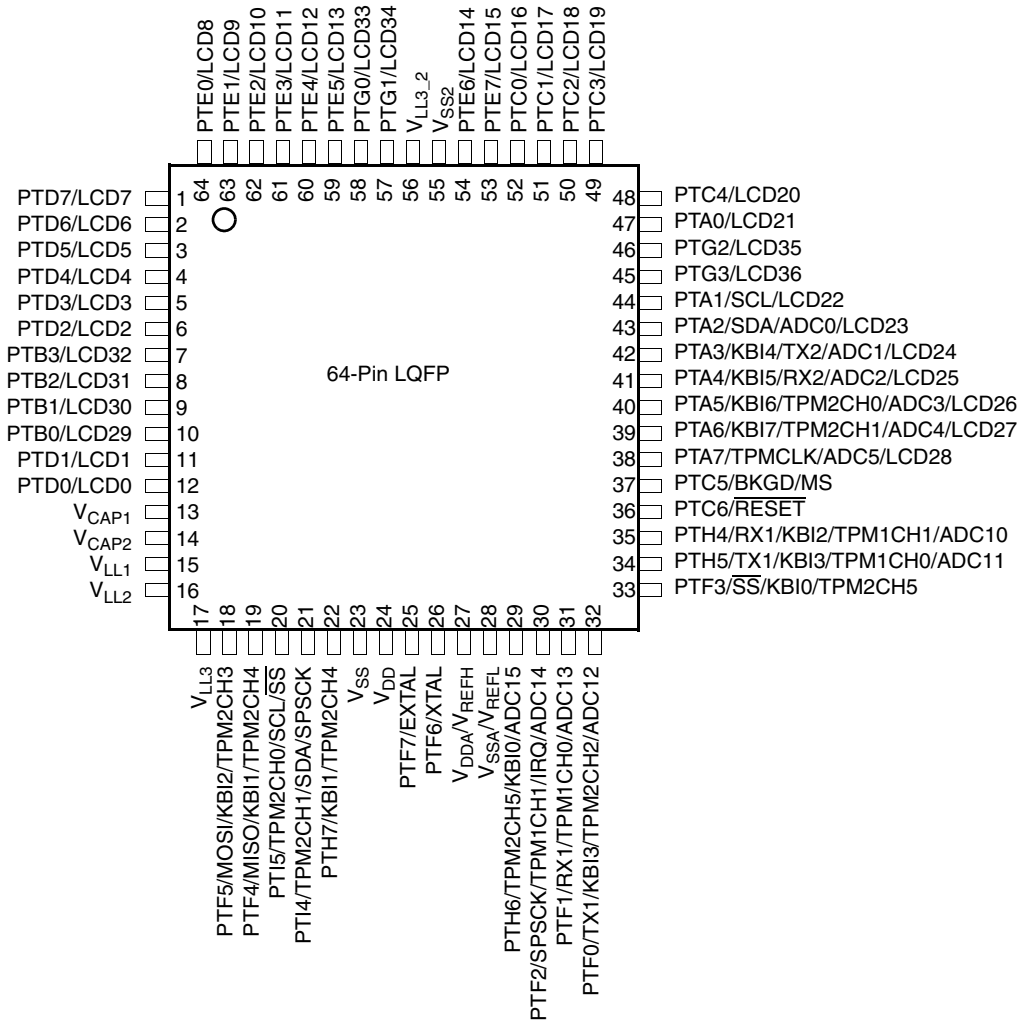 PTE0/LCD8
PTE1/LCD9
PTE2/LCD10
PTE3/LCD11
PTE4/LCD12
PTE5/LCD13
PTG0/LCD33
PTG1/LCD34
VLL3_2
VSS2
PTE6/LCD14
PTE7/LCD15
PTC0/LCD16
PTC1/LCD17
PTC2/LCD18
PTC3/LCD19
64
63
62
61
60
59
58
57
56
55
54
53
52
51
50
49
PTD7/LCD7 1
PTD6/LCD6 2
PTD5/LCD5 3
PTD4/LCD4 4
PTD3/LCD3 5
PTD2/LCD2 6
PTB3/LCD32 7
PTB2/LCD31 8
PTB1/LCD30 9
PTB0/LCD29 10
PTD1/LCD1 11
PTD0/LCD0 12
VCAP1 13
VCAP2 14
VLL1 15
VLL2 16
64-Pin LQFP
48 PTC4/LCD20
47 PTA0/LCD21
46 PTG2/LCD35
45 PTG3/LCD36
44 PTA1/SCL/LCD22
43 PTA2/SDA/ADC0/LCD23
42 PTA3/KBI4/TX2/ADC1/LCD24
41 PTA4/KBI5/RX2/ADC2/LCD25
40 PTA5/KBI6/TPM2CH0/ADC3/LCD26
39 PTA6/KBI7/TPM2CH1/ADC4/LCD27
38 PTA7/TPMCLK/ADC5/LCD28
37 PTC5/BKGD/MS
36 PTC6/RESET
35 PTH4/RX1/KBI2/TPM1CH1/ADC10
34 PTH5/TX1/KBI3/TPM1CH0/ADC11
33 PTF3/SS/KBI0/TPM2CH5
17
18
19
20
21
22
23
24
25
26
27
28
29
30
31
32
VLL3
PTF5/MOSI/KBI2/TPM2CH3
PTF4/MISO/KBI1/TPM2CH4
PTI5/TPM2CH0/SCL/SS
PTI4/TPM2CH1/SDA/SPSCK
PTH7/KBI1/TPM2CH4
VSS
VDD
PTF7/EXTAL
PTF6/XTAL
VDDA/VREFH
VSSA/VREFL
PTH6/TPM2CH5/KBI0/ADC15
PTF2/SPSCK/TPM1CH1/IRQ/ADC14
PTF1/RX1/TPM1CH0/ADC13
PTF0/TX1/KBI3/TPM2CH2/ADC12